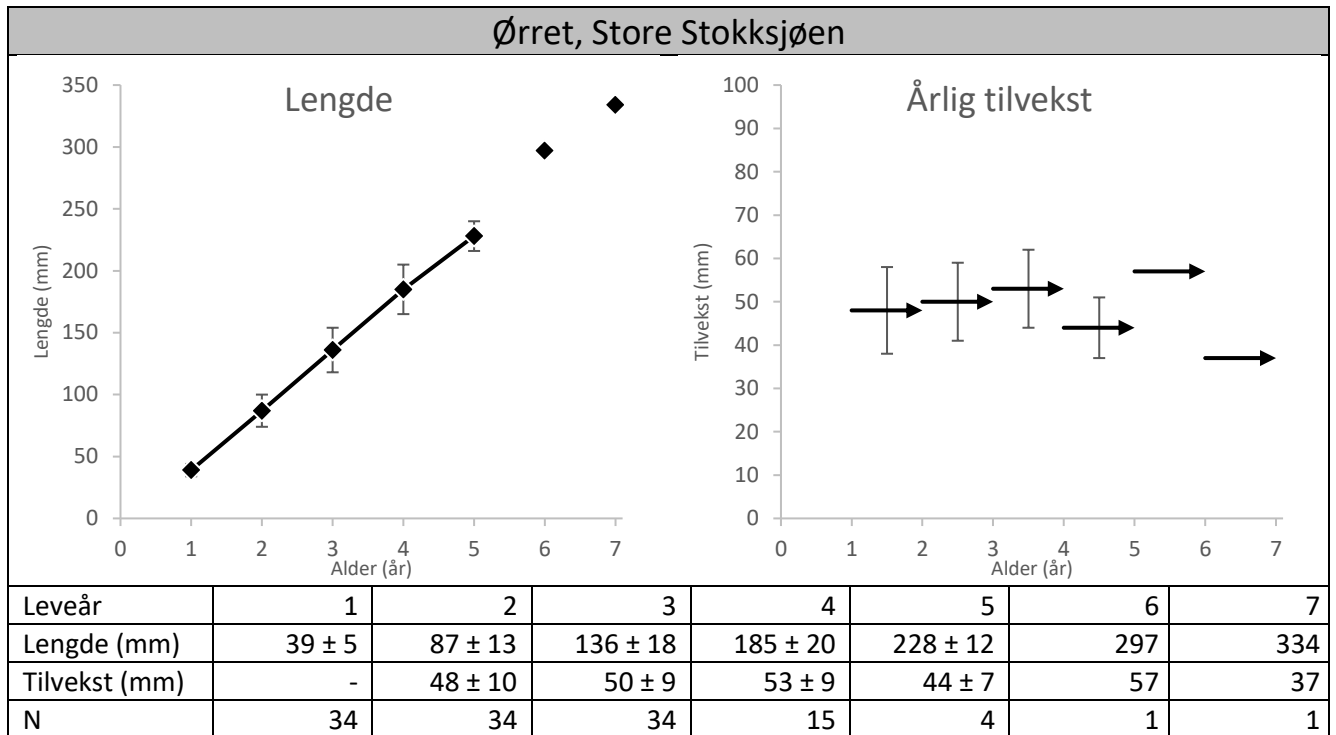 Ørret, Store Stokksjøen
Lengde
350
300
250
200
150
100
50
0
Lengde (mm)
0 1 2 3 4 5 6 7
Alder (år)
Årlig tilvekst
100
90
80
70
60
50
40
30
20
10
0
Tilvekst (mm)
0 1 2 3 4 5 6 7
Alder (år)
Leveår 1 2 3 4 5 6 7
Lengde (mm) 39 ± 5 87 ± 13 136 ± 18 185 ± 20 228 ± 12 297 334
Tilvekst (mm) - 48 ± 10 50 ± 9 53 ± 9 44 ± 7 57 37
N 34 34 34 15 4 1 1